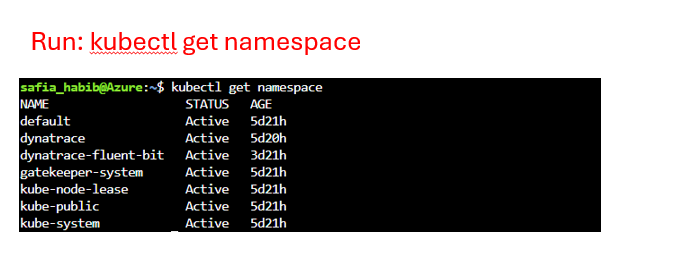 Run: kubectl get namespace
safia_habib@Azure:~$ kubectl get namespace
NAME STATUS AGE
default Active 5d21h
dynatrace Active 5d20h
dynatrace-fluent-bit Active 3d21h
gatekeeper-system Active 5d21h
kube-node-lease Active 5d21h
kube-public Active 5d21h
kube-system Active 5d21h